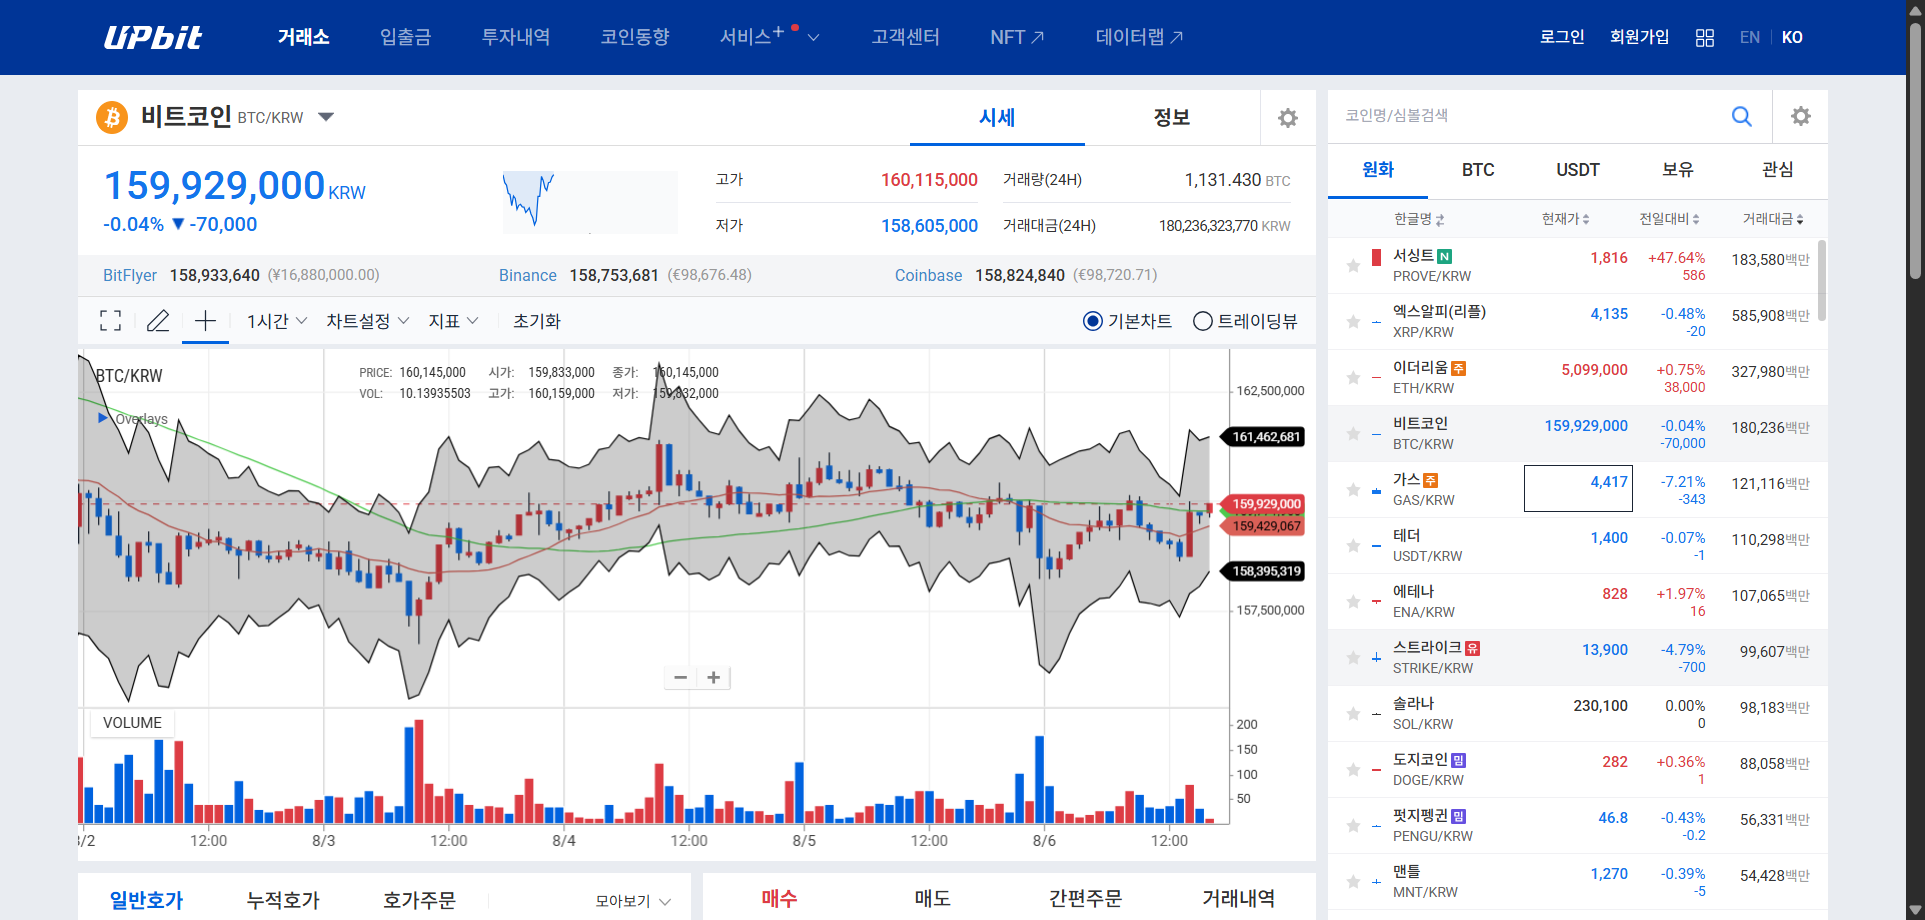 UPbit
거래소
입출금
투자내역
코인동향
서비스+
고객센터
NFT
데이터랩
로그인
회원가입
EN
KO
비트코인 BTC/KRW
시세
정보
159,929,000 KRW
-0.04% ▼ -70,000
고가 160,115,000
거래량(24H) 1,131.430 BTC
저가 158,605,000
거래대금(24H) 180,236,323,770 KRW
BitFlyer 158,933,640 (¥16,880,000.00)
Binance 158,753,681 (€98,676.48)
Coinbase 158,824,840 (€98,720.71)
1시간
차트설정
지표
초기화
기본차트
트레이딩뷰
BTC/KRW
PRICE: 160,145,000 시가: 159,833,000 종가: 160,145,000
VOL: 10.13935503 고가: 160,159,000 저가: 159,832,000
Overlays
162,500,000
161,462,681
159,929,000
159,429,067
158,395,319
157,500,000
VOLUME
200
150
100
50
8/2
12:00
8/3
12:00
8/4
12:00
8/5
12:00
8/6
12:00
일반호가
누적호가
호가주문
모아보기
매수
매도
간편주문
거래내역
코인명/심볼검색
원화
BTC
USDT
보유
관심
한글명
현재가
전일대비
거래대금
서싱트 N 1,816 +47.64% 183,580백만
PROVE/KRW 586
엑스알피(리플) 4,135 -0.48% 585,908백만
XRP/KRW -20
이더리움 주 5,099,000 +0.75% 327,980백만
ETH/KRW 38,000
비트코인 159,929,000 -0.04% 180,236백만
BTC/KRW -70,000
가스 주 4,417 -7.21% 121,116백만
GAS/KRW -343
테더 1,400 -0.07% 110,298백만
USDT/KRW -1
에테나 828 +1.97% 107,065백만
ENA/KRW 16
스트라이크 유 13,900 -4.79% 99,607백만
STRIKE/KRW -700
솔라나 230,100 0.00% 98,183백만
SOL/KRW 0
도지코인 밈 282 +0.36% 88,058백만
DOGE/KRW 1
펏지펭귄 밈 46.8 -0.43% 56,331백만
PENGU/KRW -0.2
맨틀 1,270 -0.39% 54,428백만
MNT/KRW -5